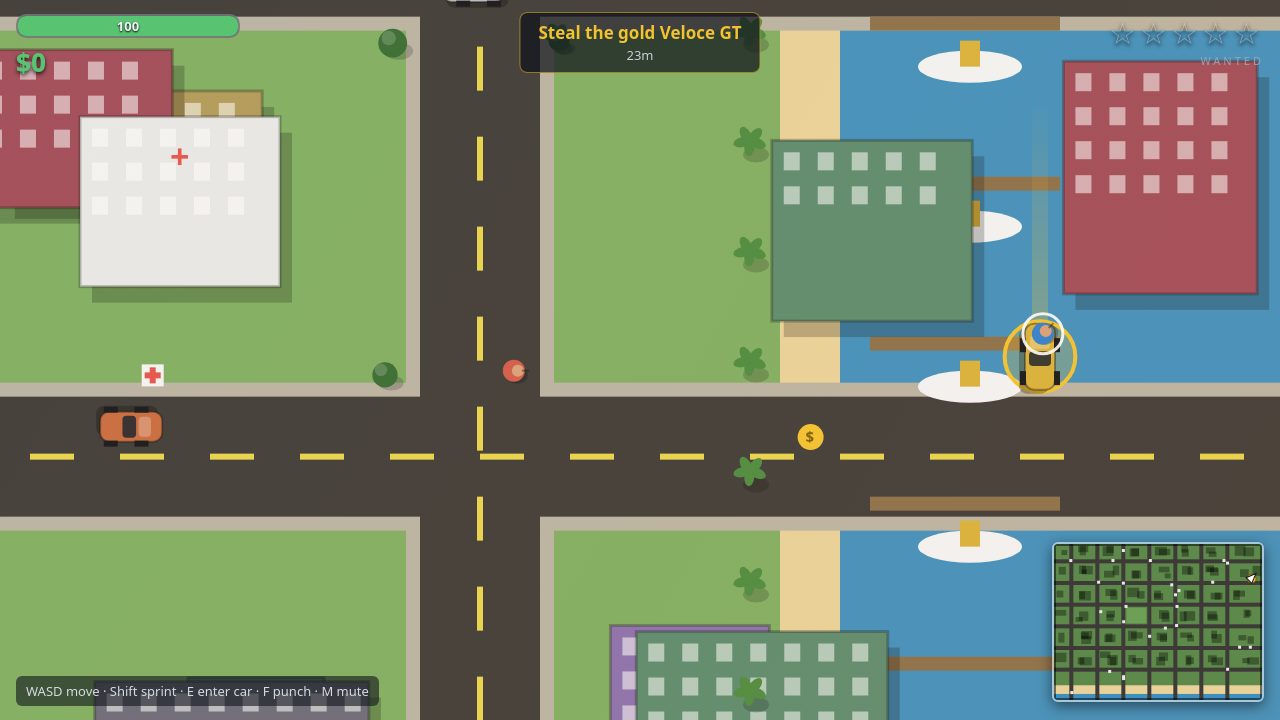 100
$0
Steal the gold Veloce GT
23m
WANTED
$
WASD move · Shift sprint · E enter car · F punch · M mute